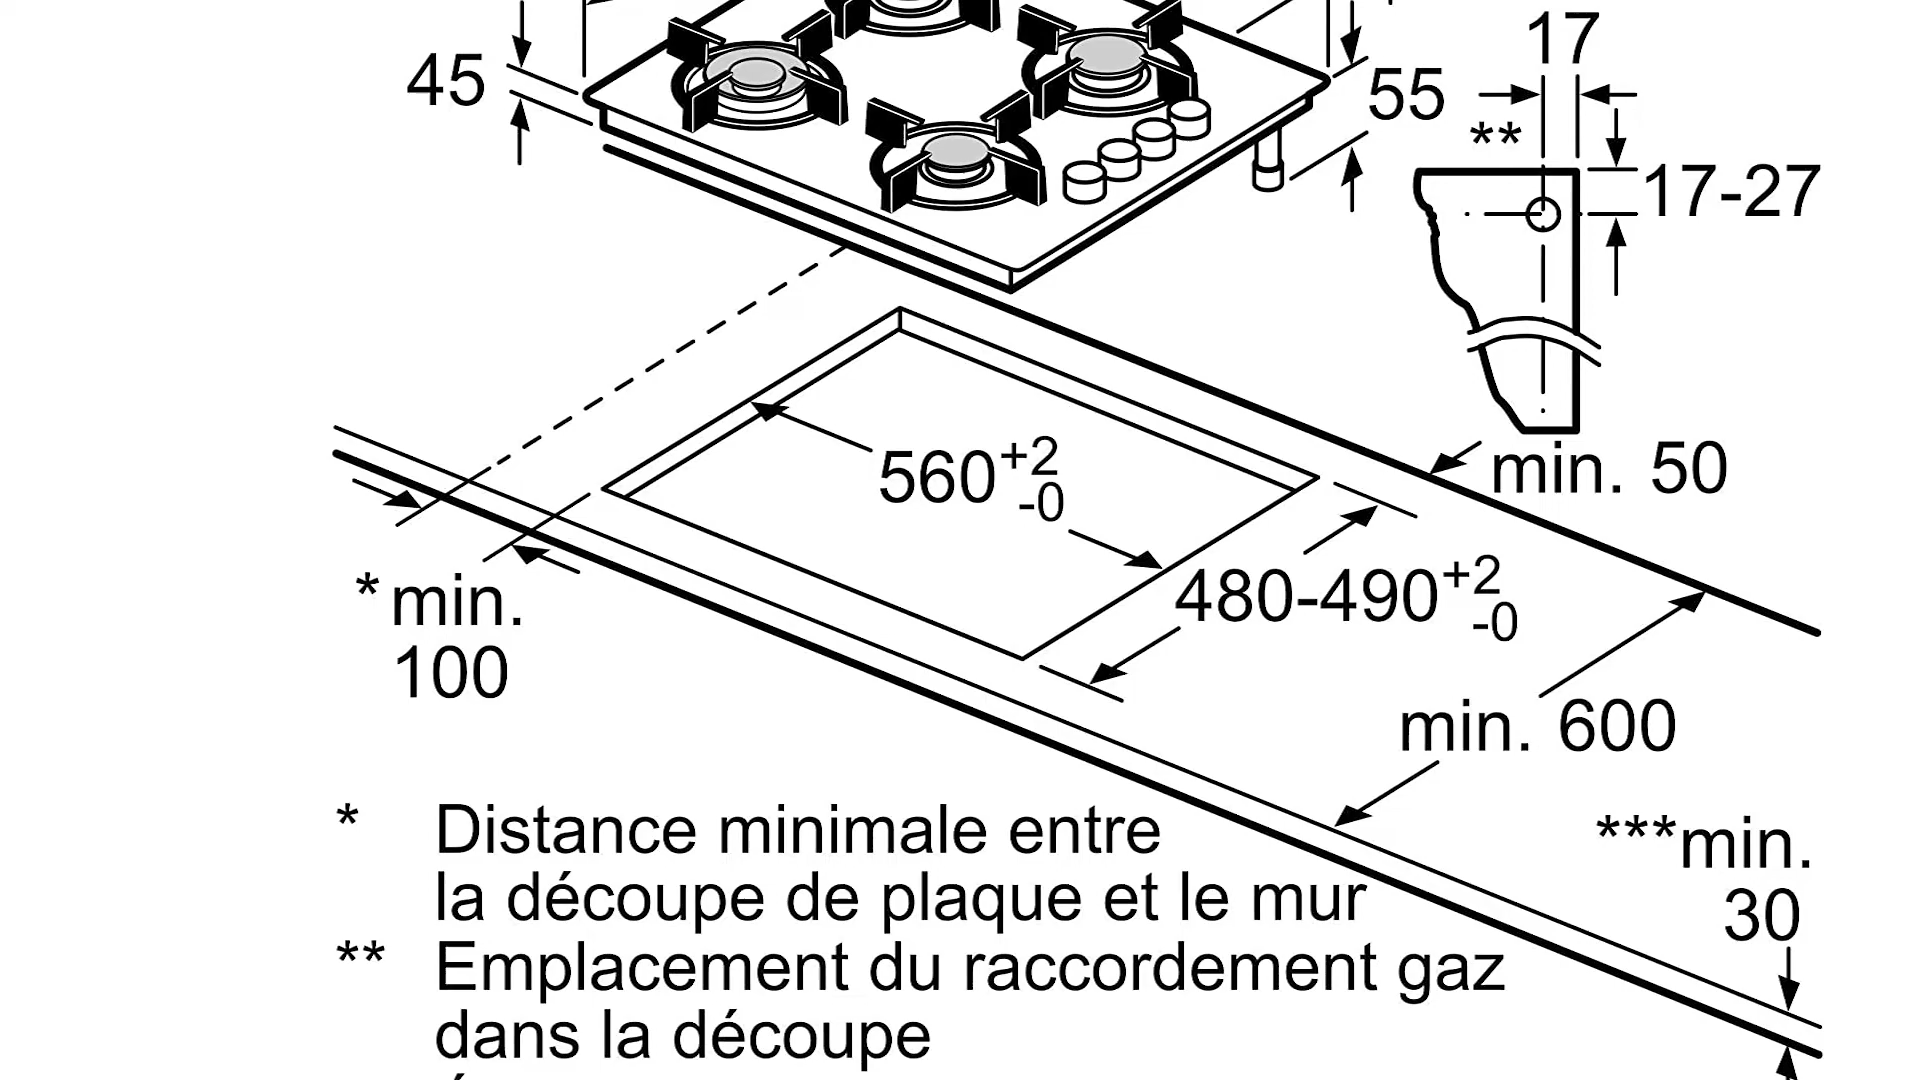 17
45
55
**
17-27
560 +2 -0
min. 50
480-490 +2 -0
* min.
100
min. 600
* Distance minimale entre
la découpe de plaque et le mur
***min.
30
** Emplacement du raccordement gaz
dans la découpe